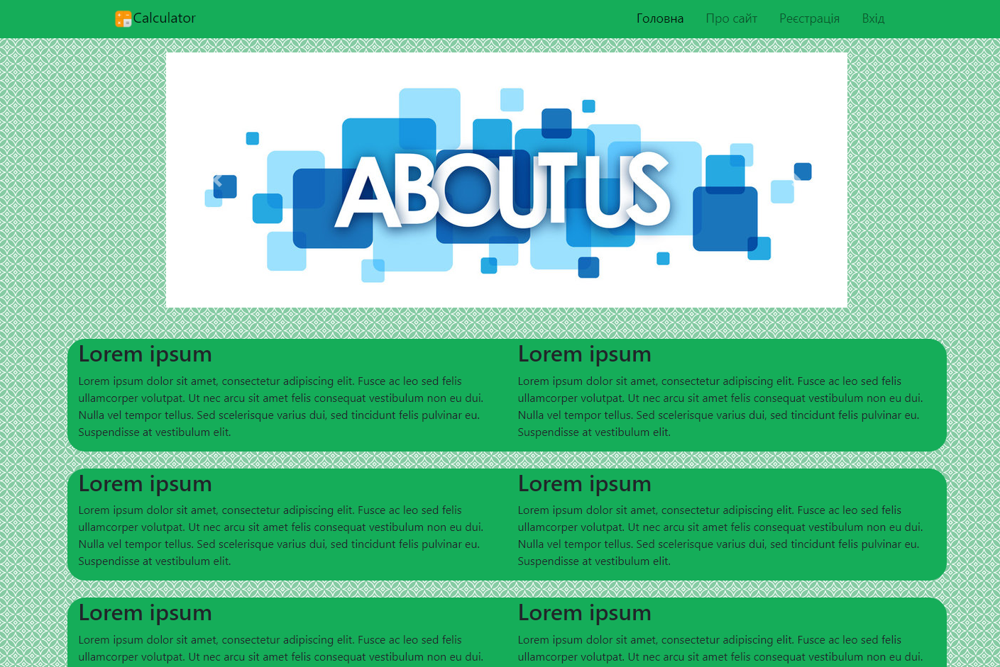 Calculator
Головна
Про сайт
Реєстрація
Вхід
ABOUT US
Lorem ipsum
Lorem ipsum dolor sit amet, consectetur adipiscing elit. Fusce ac leo sed felis
ullamcorper volutpat. Ut nec arcu sit amet felis consequat vestibulum non eu dui.
Nulla vel tempor tellus. Sed scelerisque varius dui, sed tincidunt felis pulvinar eu.
Suspendisse at vestibulum elit.
Lorem ipsum
Lorem ipsum dolor sit amet, consectetur adipiscing elit. Fusce ac leo sed felis
ullamcorper volutpat. Ut nec arcu sit amet felis consequat vestibulum non eu dui.
Nulla vel tempor tellus. Sed scelerisque varius dui, sed tincidunt felis pulvinar eu.
Suspendisse at vestibulum elit.
Lorem ipsum
Lorem ipsum dolor sit amet, consectetur adipiscing elit. Fusce ac leo sed felis
ullamcorper volutpat. Ut nec arcu sit amet felis consequat vestibulum non eu dui.
Nulla vel tempor tellus. Sed scelerisque varius dui, sed tincidunt felis pulvinar eu.
Suspendisse at vestibulum elit.
Lorem ipsum
Lorem ipsum dolor sit amet, consectetur adipiscing elit. Fusce ac leo sed felis
ullamcorper volutpat. Ut nec arcu sit amet felis consequat vestibulum non eu dui.
Nulla vel tempor tellus. Sed scelerisque varius dui, sed tincidunt felis pulvinar eu.
Suspendisse at vestibulum elit.
Lorem ipsum
Lorem ipsum dolor sit amet, consectetur adipiscing elit. Fusce ac leo sed felis
ullamcorper volutpat. Ut nec arcu sit amet felis consequat vestibulum non eu dui.
Lorem ipsum
Lorem ipsum dolor sit amet, consectetur adipiscing elit. Fusce ac leo sed felis
ullamcorper volutpat. Ut nec arcu sit amet felis consequat vestibulum non eu dui.